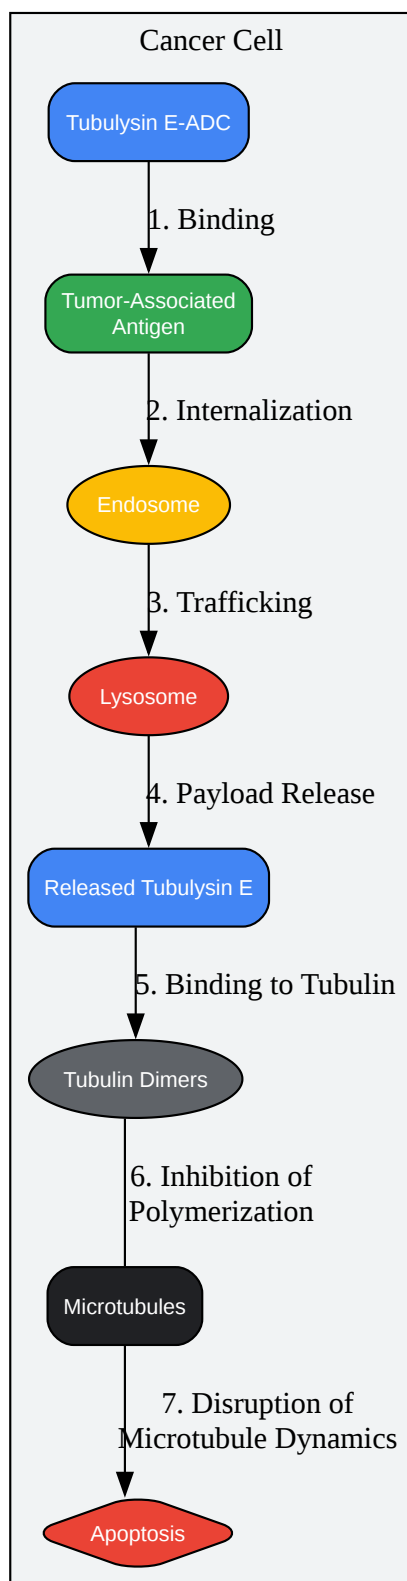 Cancer Cell
Tubulysin E-ADC
1. Binding
Tumor-Associated
Antigen
2. Internalization
Endosome
3. Trafficking
Lysosome
4. Payload Release
Released Tubulysin E
5. Binding to Tubulin
Tubulin Dimers
6. Inhibition of
Polymerization
Microtubules
7. Disruption of
Microtubule Dynamics
Apoptosis